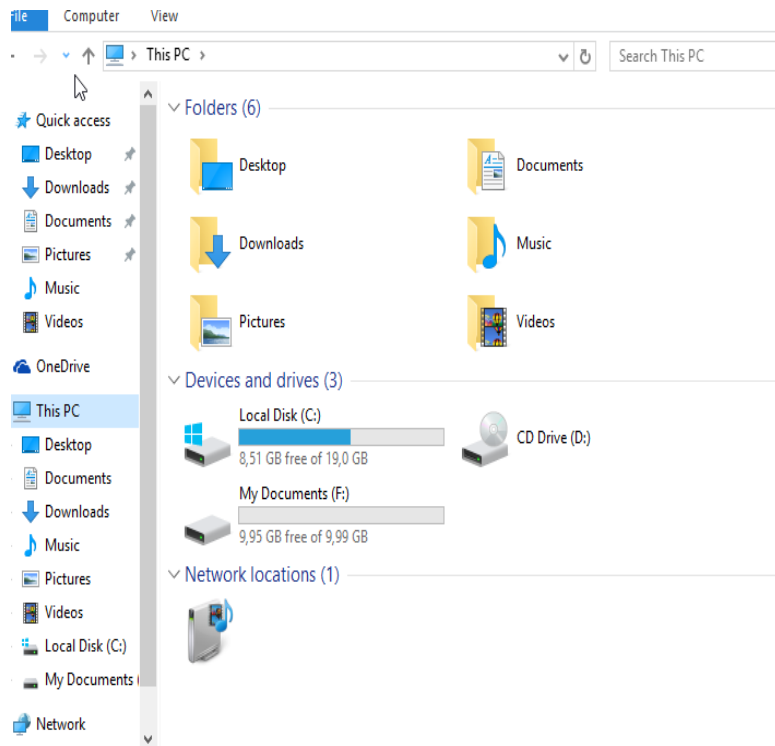 File Computer View
This PC
Search This PC
Quick access
Desktop
Downloads
Documents
Pictures
Music
Videos
OneDrive
This PC
Desktop
Documents
Downloads
Music
Pictures
Videos
Local Disk (C:)
My Documents (
Network
Folders (6)
Desktop
Documents
Downloads
Music
Pictures
Videos
Devices and drives (3)
Local Disk (C:)
8,51 GB free of 19,0 GB
CD Drive (D:)
My Documents (F:)
9,95 GB free of 9,99 GB
Network locations (1)